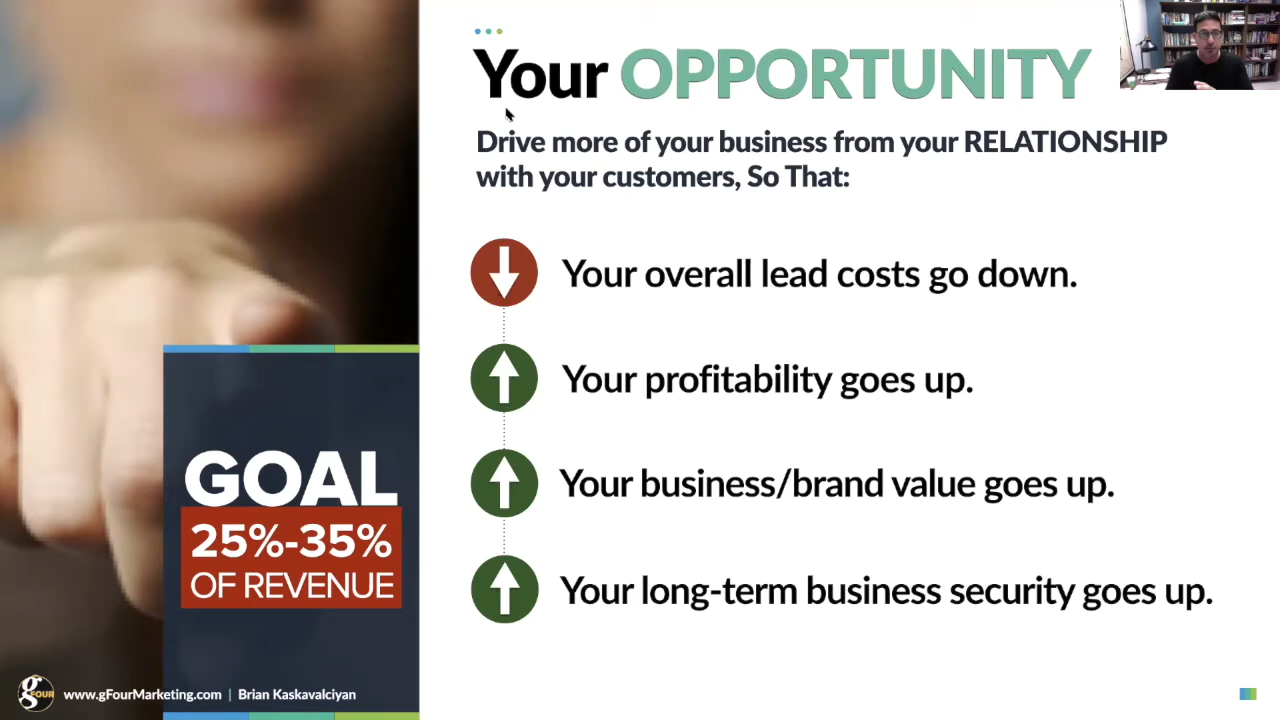 Your OPPORTUNITY
Drive more of your business from your RELATIONSHIP
with your customers, So That:
Your overall lead costs go down.
Your profitability goes up.
Your business/brand value goes up.
Your long-term business security goes up.
GOAL
25%-35%
OF REVENUE
g FOUR
www.gFourMarketing.com | Brian Kaskavalciyan